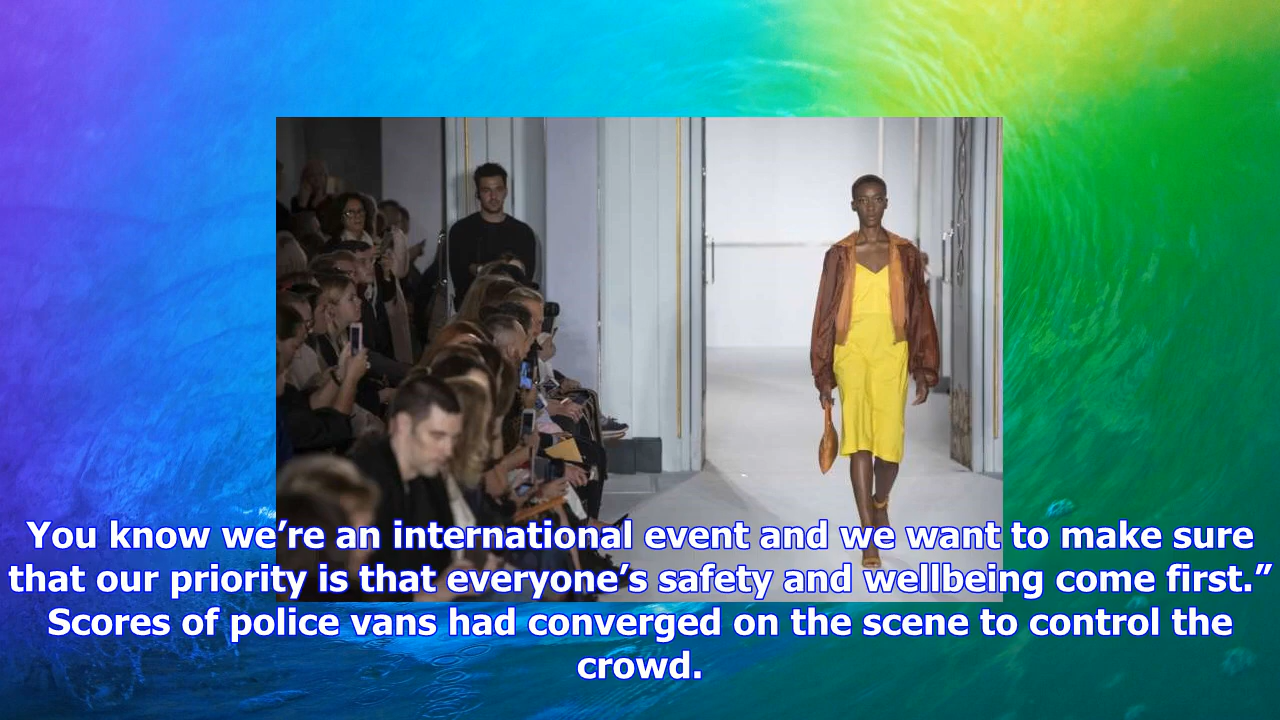 You know we’re an international event and we want to make sure
that our priority is that everyone’s safety and wellbeing come first.”
Scores of police vans had converged on the scene to control the
crowd.